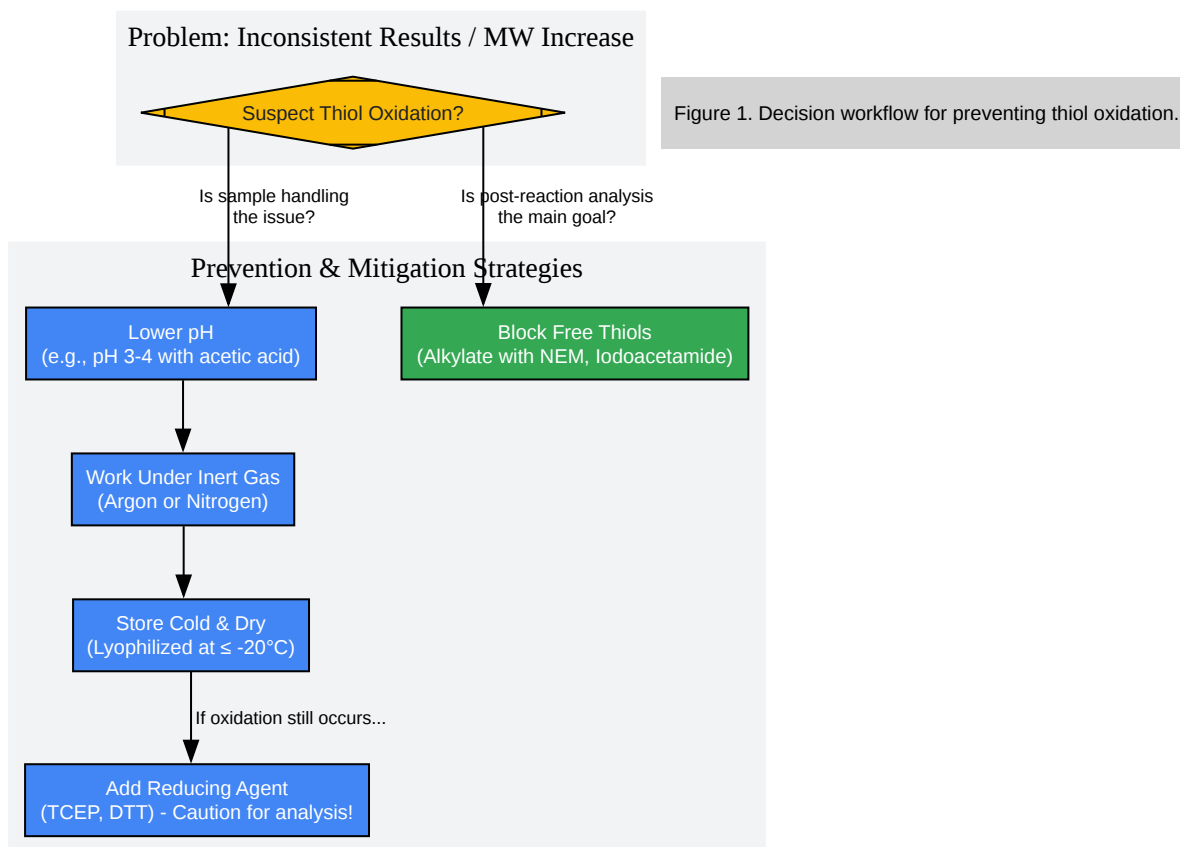 Problem: Inconsistent Results / MW Increase
Suspect Thiol Oxidation?
Figure 1. Decision workflow for preventing thiol oxidation.
Is sample handling
the issue?
Is post-reaction analysis
the main goal?
Prevention & Mitigation Strategies
Lower pH
(e.g., pH 3-4 with acetic acid)
Block Free Thiols
(Alkylate with NEM, Iodoacetamide)
Work Under Inert Gas
(Argon or Nitrogen)
Store Cold & Dry
(Lyophilized at ≤ -20°C)
If oxidation still occurs...
Add Reducing Agent
(TCEP, DTT) - Caution for analysis!